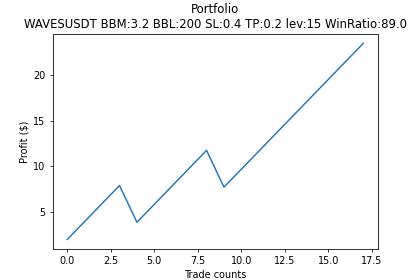 Portfolio
WAVESUSDT BBM:3.2 BBL:200 SL:0.4 TP:0.2 lev:15 WinRatio:89.0
20
15
10
5
Profit ($)
0.0 2.5 5.0 7.5 10.0 12.5 15.0 17.5
Trade counts